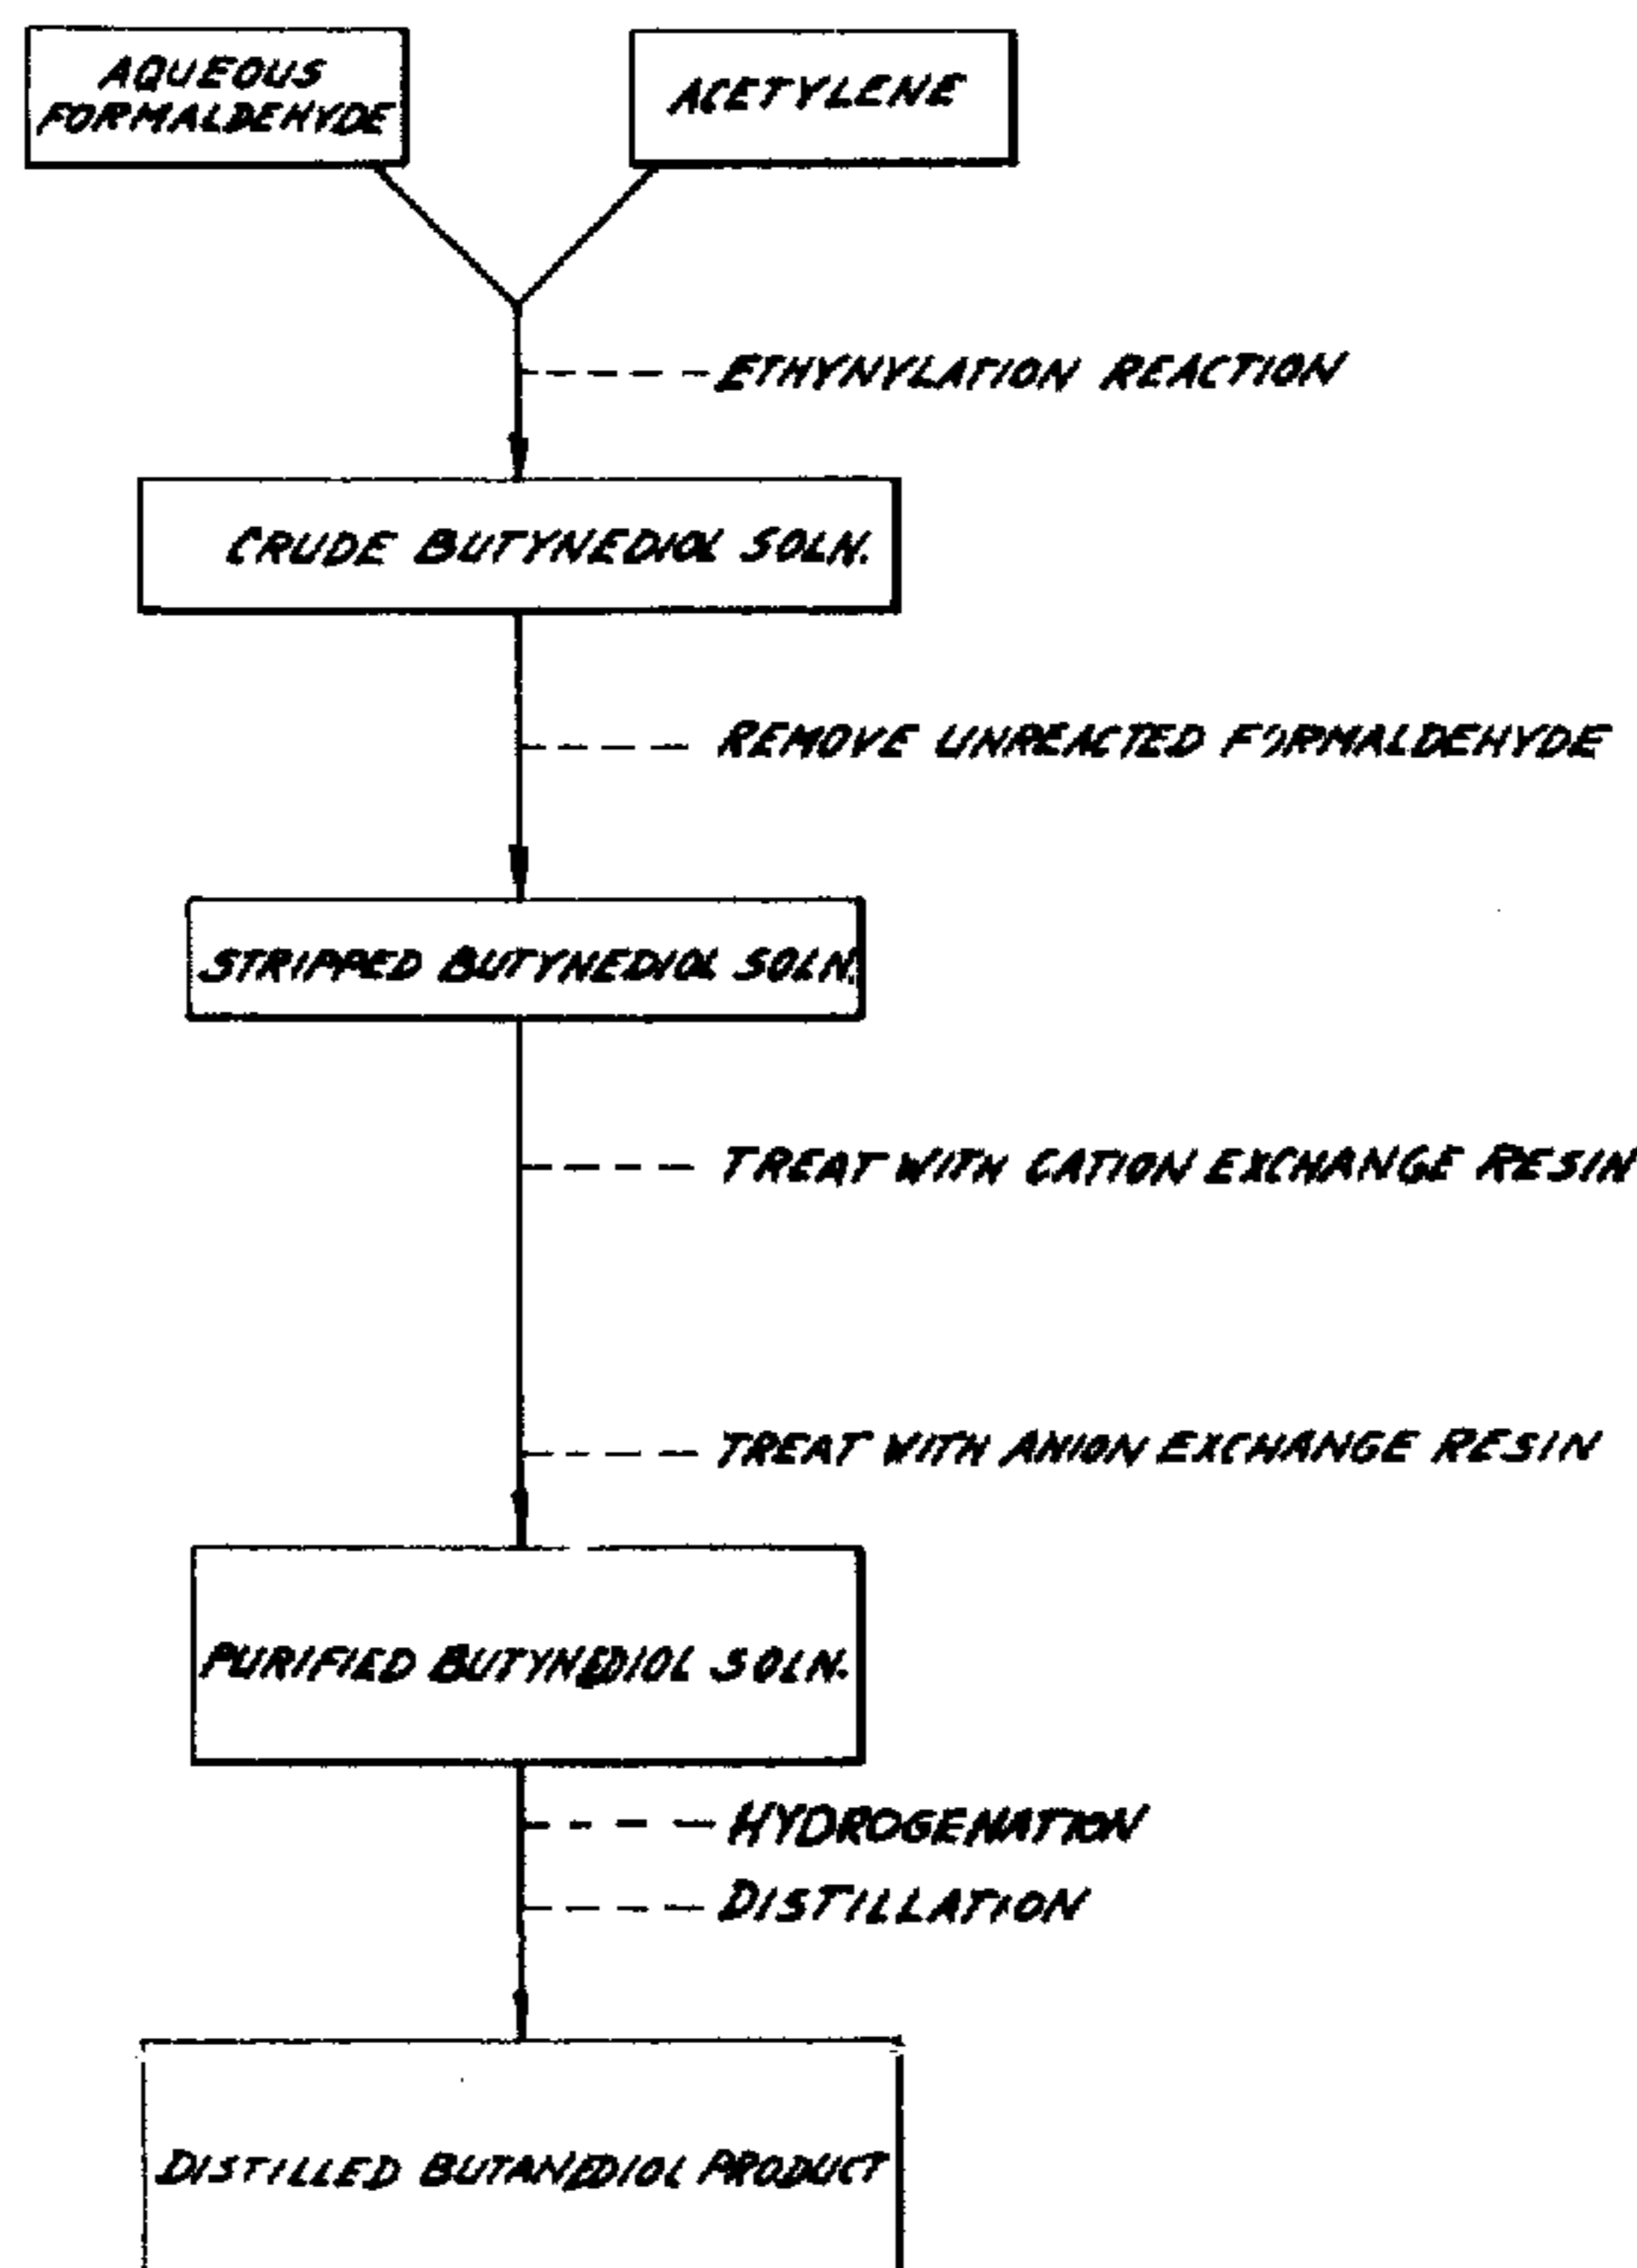 AQUEOUS
FORMALDEHYDE
ACETYLENE
ETHYNYLATION REACTION
CRUDE BUTYNEDIOL SOLN.
REMOVE UNREACTED FORMALDEHYDE
STRIPPED BUTYNEDIOL SOLN.
TREAT WITH CATION EXCHANGE RESIN
TREAT WITH ANION EXCHANGE RESIN
PURIFIED BUTYNEDIOL SOLN.
HYDROGENATION
DISTILLATION
DISTILLED BUTANEDIOL PRODUCT